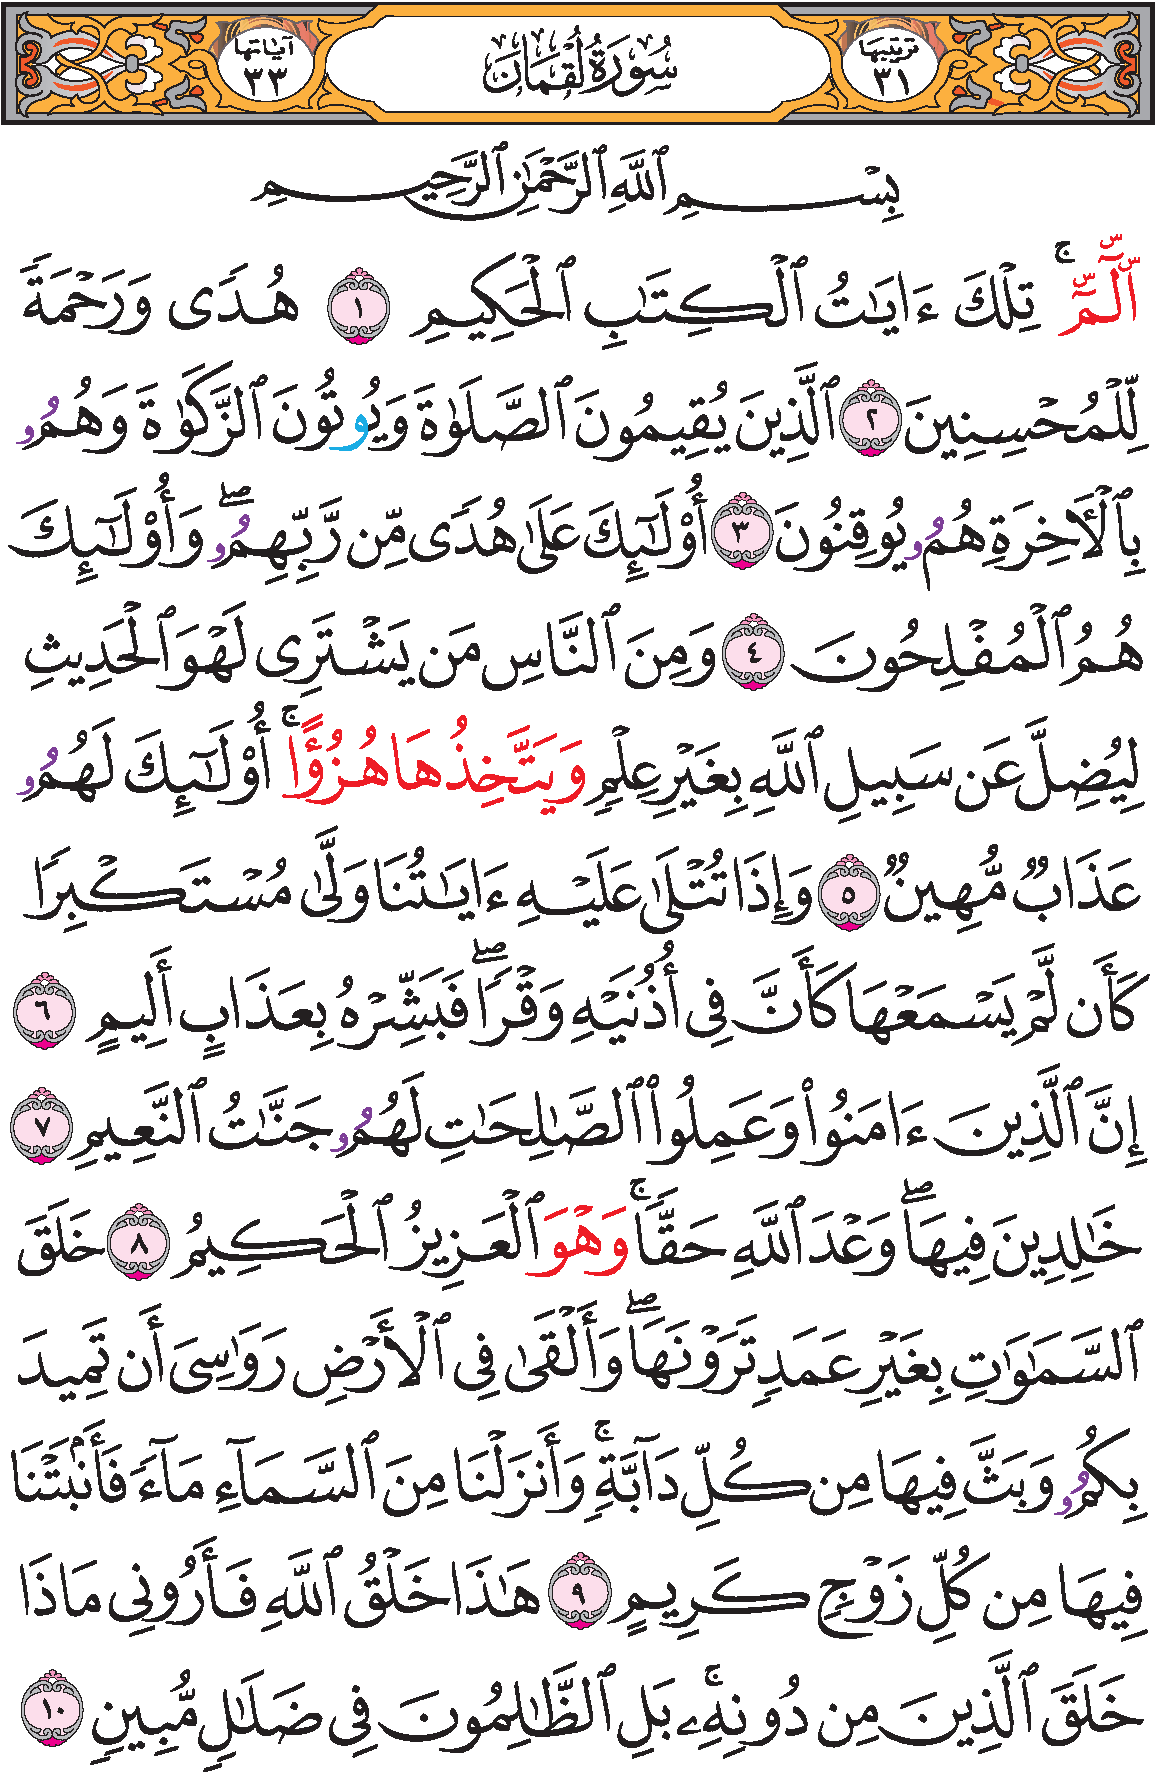 ترتيبها ٣١ سُورَةُ لُقْمَانَ آياتها ٣٣
بِسْمِ ٱللَّهِ ٱلرَّحْمَٰنِ ٱلرَّحِيمِ
الٓمّٓۚ تِلْكَ ءَايَٰتُ ٱلْكِتَٰبِ ٱلْحَكِيمِ ١ هُدًى وَرَحْمَةً
لِّلْمُحْسِنِينَ ٢ ٱلَّذِينَ يُقِيمُونَ ٱلصَّلَوٰةَ وَيُوتُونَ ٱلزَّكَوٰةَ وَهُمُۥ
بِٱلْأَخِرَةِ هُمُۥ يُوقِنُونَ ٣ أُوْلَٰٓئِكَ عَلَىٰ هُدًى مِّن رَّبِّهِمُۥۖ وَأُوْلَٰٓئِكَ
هُمُ ٱلْمُفْلِحُونَ ٤ وَمِنَ ٱلنَّاسِ مَن يَشْتَرِى لَهْوَ ٱلْحَدِيثِ
لِيُضِلَّ عَن سَبِيلِ ٱللَّهِ بِغَيْرِ عِلْمٍ وَيَتَّخِذُهَا هُزُؤًاۚ أُوْلَٰٓئِكَ لَهُمُۥ
عَذَابٌ مُّهِينٌ ٥ وَإِذَا تُتْلَىٰ عَلَيْهِ ءَايَٰتُنَا وَلَّىٰ مُسْتَكْبِرًا
كَأَن لَّمْ يَسْمَعْهَا كَأَنَّ فِى أُذُنَيْهِ وَقْرًاۖ فَبَشِّرْهُ بِعَذَابٍ أَلِيمٍ ٦
إِنَّ ٱلَّذِينَ ءَامَنُواْ وَعَمِلُواْ ٱلصَّٰلِحَٰتِ لَهُمُۥ جَنَّٰتُ ٱلنَّعِيمِ ٧
خَٰلِدِينَ فِيهَاۖ وَعْدَ ٱللَّهِ حَقًّاۚ وَهْوَ ٱلْعَزِيزُ ٱلْحَكِيمُ ٨ خَلَقَ
ٱلسَّمَٰوَٰتِ بِغَيْرِ عَمَدٍ تَرَوْنَهَاۖ وَأَلْقَىٰ فِى ٱلْأَرْضِ رَوَٰسِىَ أَن تَمِيدَ
بِكُمُۥ وَبَثَّ فِيهَا مِن كُلِّ دَآبَّةٍۚ وَأَنزَلْنَا مِنَ ٱلسَّمَآءِ مَآءً فَأَنۢبَتْنَا
فِيهَا مِن كُلِّ زَوْجٍ كَرِيمٍ ٩ هَٰذَا خَلْقُ ٱللَّهِ فَأَرُونِى مَاذَا
خَلَقَ ٱلَّذِينَ مِن دُونِهِۦۚ بَلِ ٱلظَّٰلِمُونَ فِى ضَلَٰلٍ مُّبِينٍ ١٠